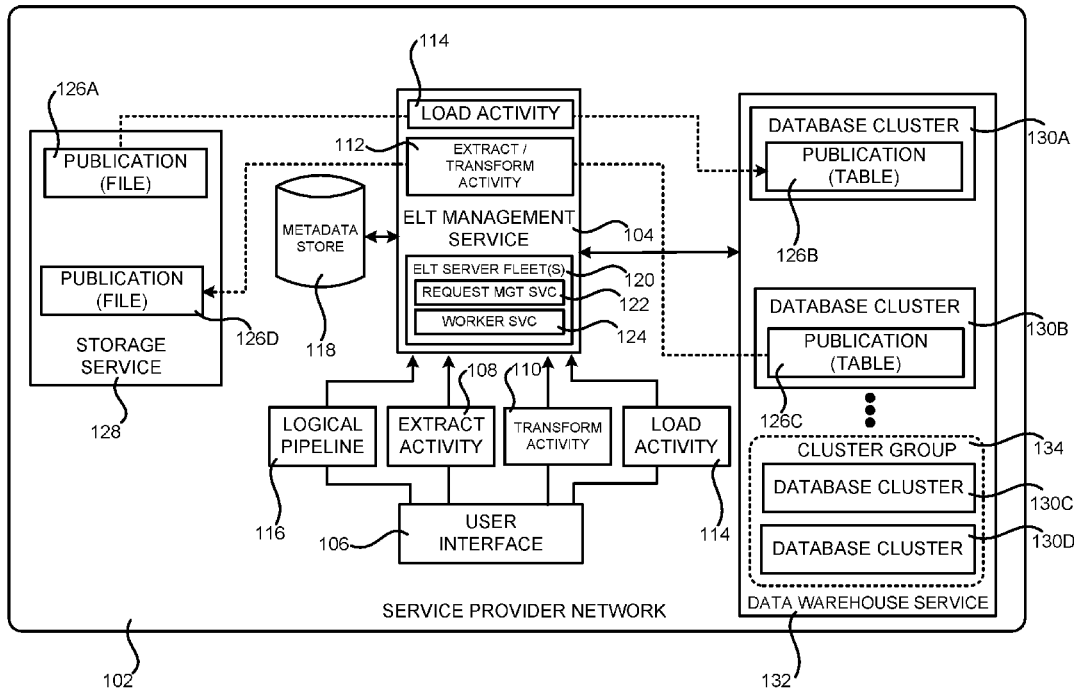 114
126A
LOAD ACTIVITY
DATABASE CLUSTER
130A
PUBLICATION
(FILE)
112
EXTRACT /
TRANSFORM
ACTIVITY
PUBLICATION
(TABLE)
METADATA
STORE
ELT MANAGEMENT
SERVICE
104
126B
ELT SERVER FLEET(S)
120
PUBLICATION
(FILE)
REQUEST MGT SVC
122
DATABASE CLUSTER
130B
WORKER SVC
124
126D
118
PUBLICATION
(TABLE)
STORAGE
SERVICE
128
108
110
126C
LOGICAL
PIPELINE
EXTRACT
ACTIVITY
TRANSFORM
ACTIVITY
LOAD
ACTIVITY
CLUSTER GROUP
134
DATABASE CLUSTER
130C
116
114
106
USER
INTERFACE
DATABASE CLUSTER
130D
SERVICE PROVIDER NETWORK
DATA WAREHOUSE SERVICE
102
132